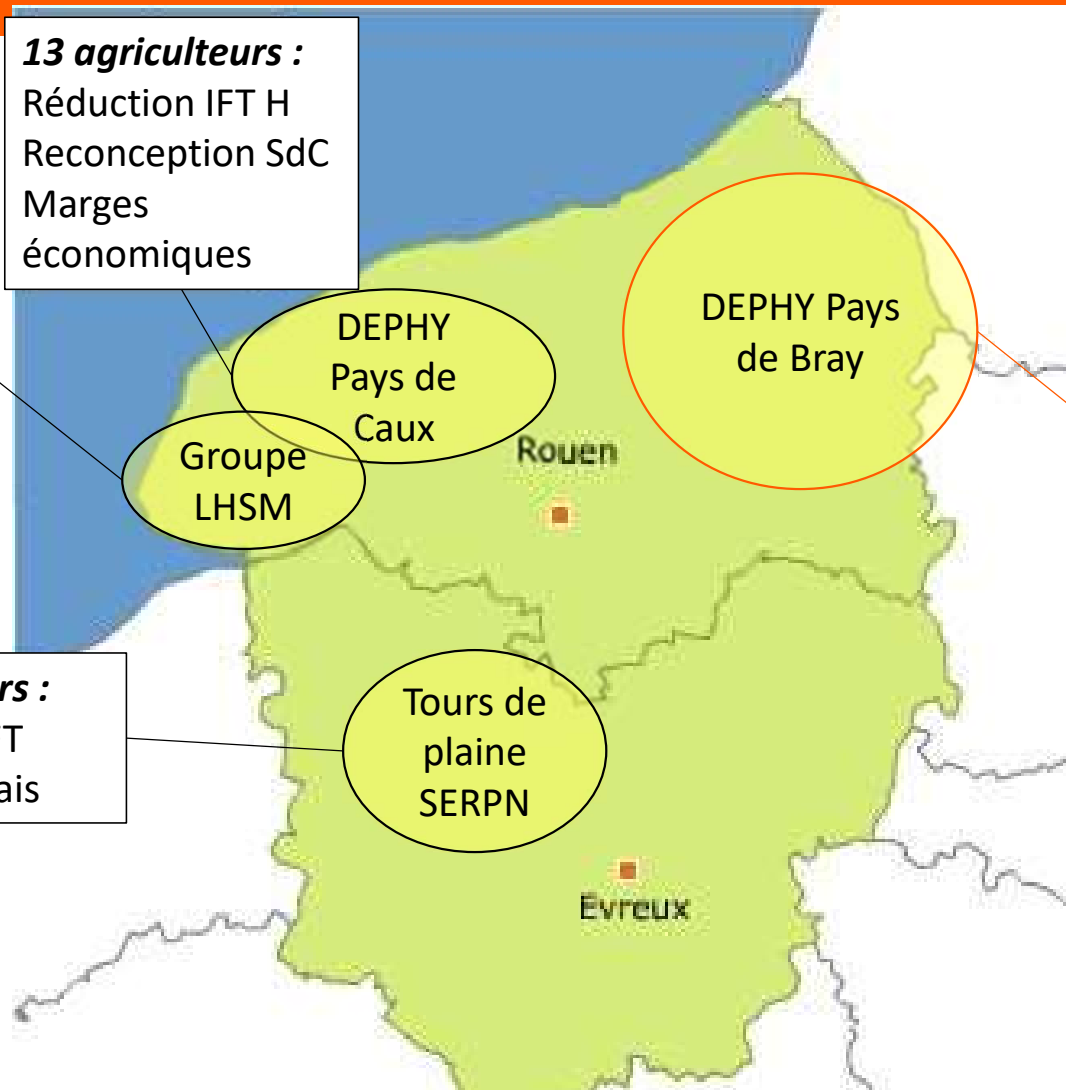 13 agriculteurs :
Réduction IFT H
Reconception SdC
Marges
économiques
DEPHY
Pays de
Caux
DEPHY Pays
de Bray
Groupe
LHSM
Rouen
rs :
Tours de
plaine
SERPN
Evreux